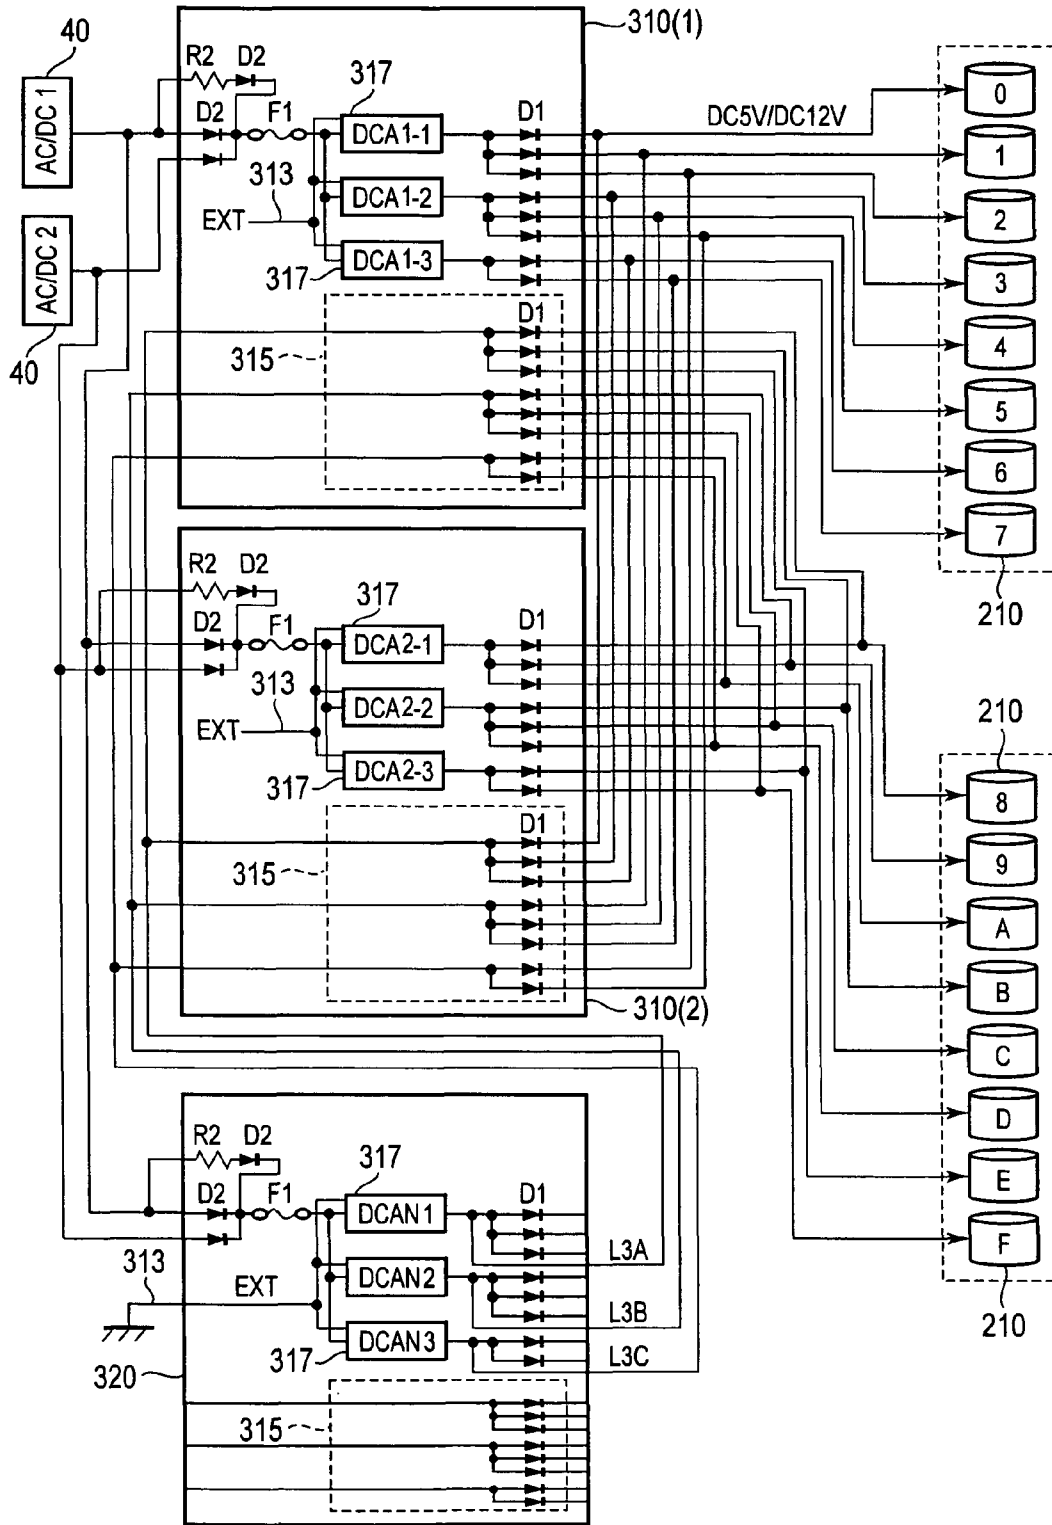 40
AC/DC 1
AC/DC 2
40
310(1)
R2
D2
D2
F1
317
DCA1-1
D1
DC5V/DC12V
313
EXT
DCA1-2
317
DCA1-3
D1
315
0
1
2
3
4
5
6
7
210
R2
D2
D2
F1
317
DCA2-1
D1
313
EXT
DCA2-2
317
DCA2-3
D1
315
310(2)
210
8
9
A
B
C
D
E
F
210
R2
D2
D2
F1
317
DCAN1
D1
L3A
313
EXT
DCAN2
L3B
317
DCAN3
L3C
320
315